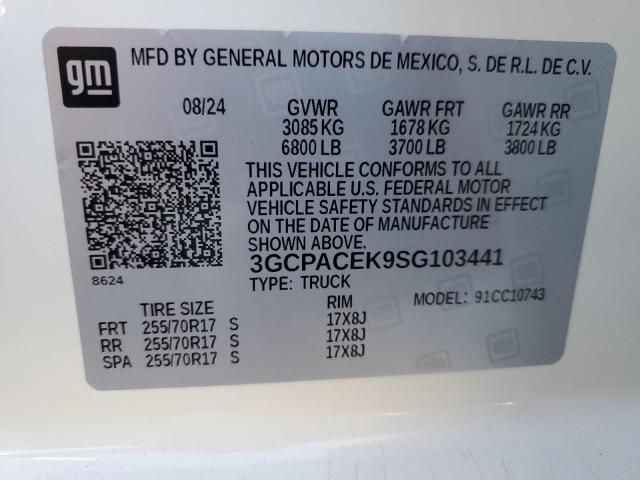 gm
MFD BY GENERAL MOTORS DE MEXICO, S. DE R.L. DE C.V.
08/24 GVWR GAWR FRT GAWR RR
3085 KG 1678 KG 1724 KG
6800 LB 3700 LB 3800 LB
THIS VEHICLE CONFORMS TO ALL
APPLICABLE U.S. FEDERAL MOTOR
VEHICLE SAFETY STANDARDS IN EFFECT
ON THE DATE OF MANUFACTURE
SHOWN ABOVE.
3GCPACEK9SG103441
8624
TYPE: TRUCK MODEL: 91CC10743
TIRE SIZE RIM
FRT 255/70R17 S 17X8J
RR 255/70R17 S 17X8J
SPA 255/70R17 S 17X8J